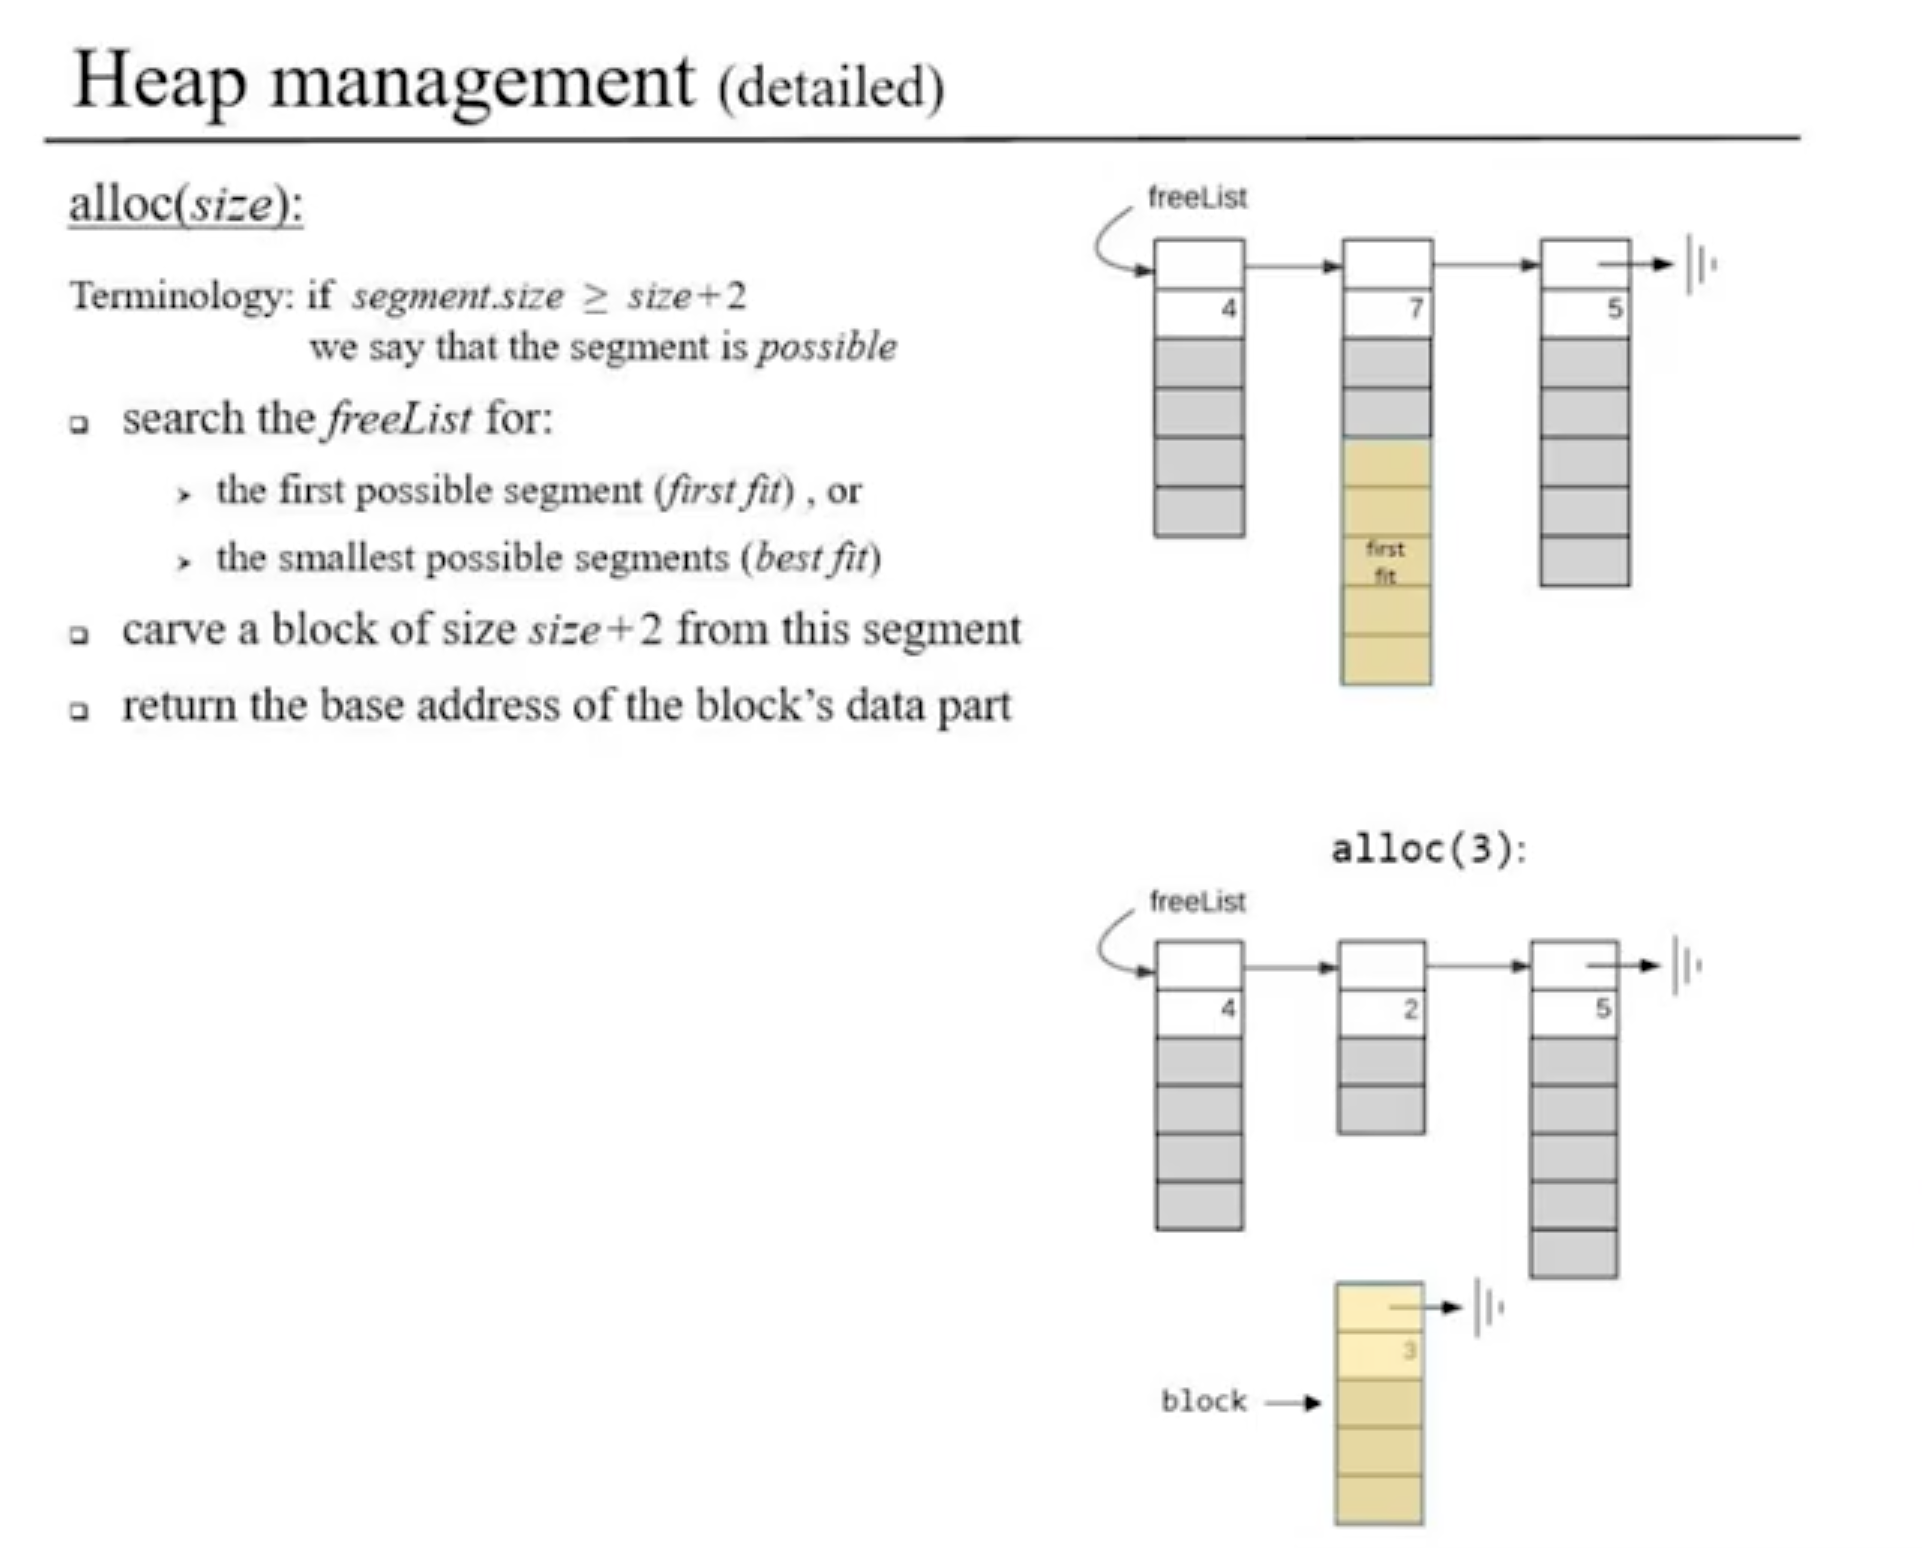 Heap management (detailed)
alloc(size):
Terminology: if segment.size ≥ size+2
we say that the segment is possible
❑ search the freeList for:
➢ the first possible segment (first fit) , or
➢ the smallest possible segments (best fit)
❑ carve a block of size size+2 from this segment
❑ return the base address of the block’s data part
freeList
4
7
5
first
fit
alloc(3):
freeList
4
2
5
3
block